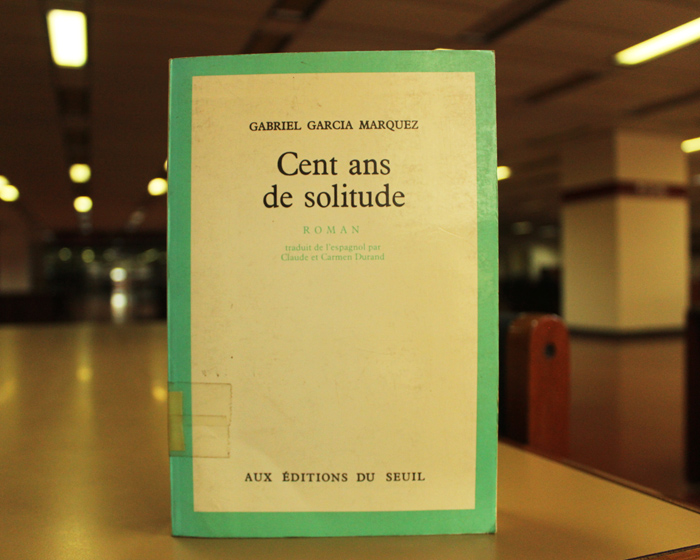 GABRIEL GARCIA MARQUEZ
Cent ans
de solitude
ROMAN
traduit de l'espagnol par
Claude et Carmen Durand
AUX ÉDITIONS DU SEUIL